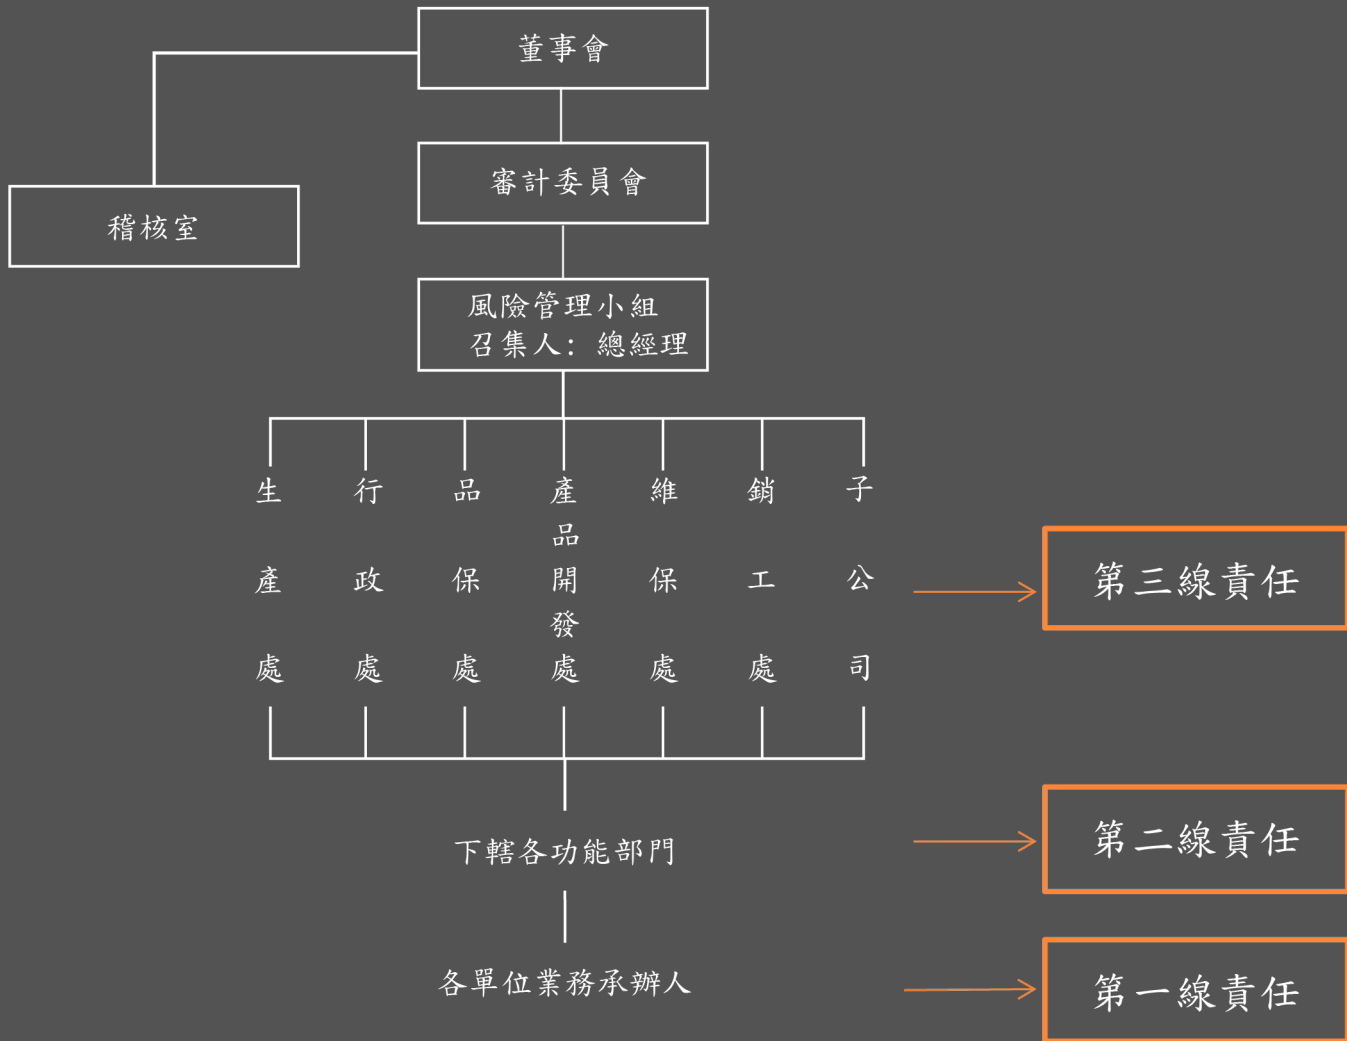 董事會
審計委員會
稽核室
風險管理小組
召集人：總經理
生產處
行政處
品保處
產品開發處
維保處
銷工處
子公司
第三線責任
下轄各功能部門
第二線責任
各單位業務承辦人
第一線責任